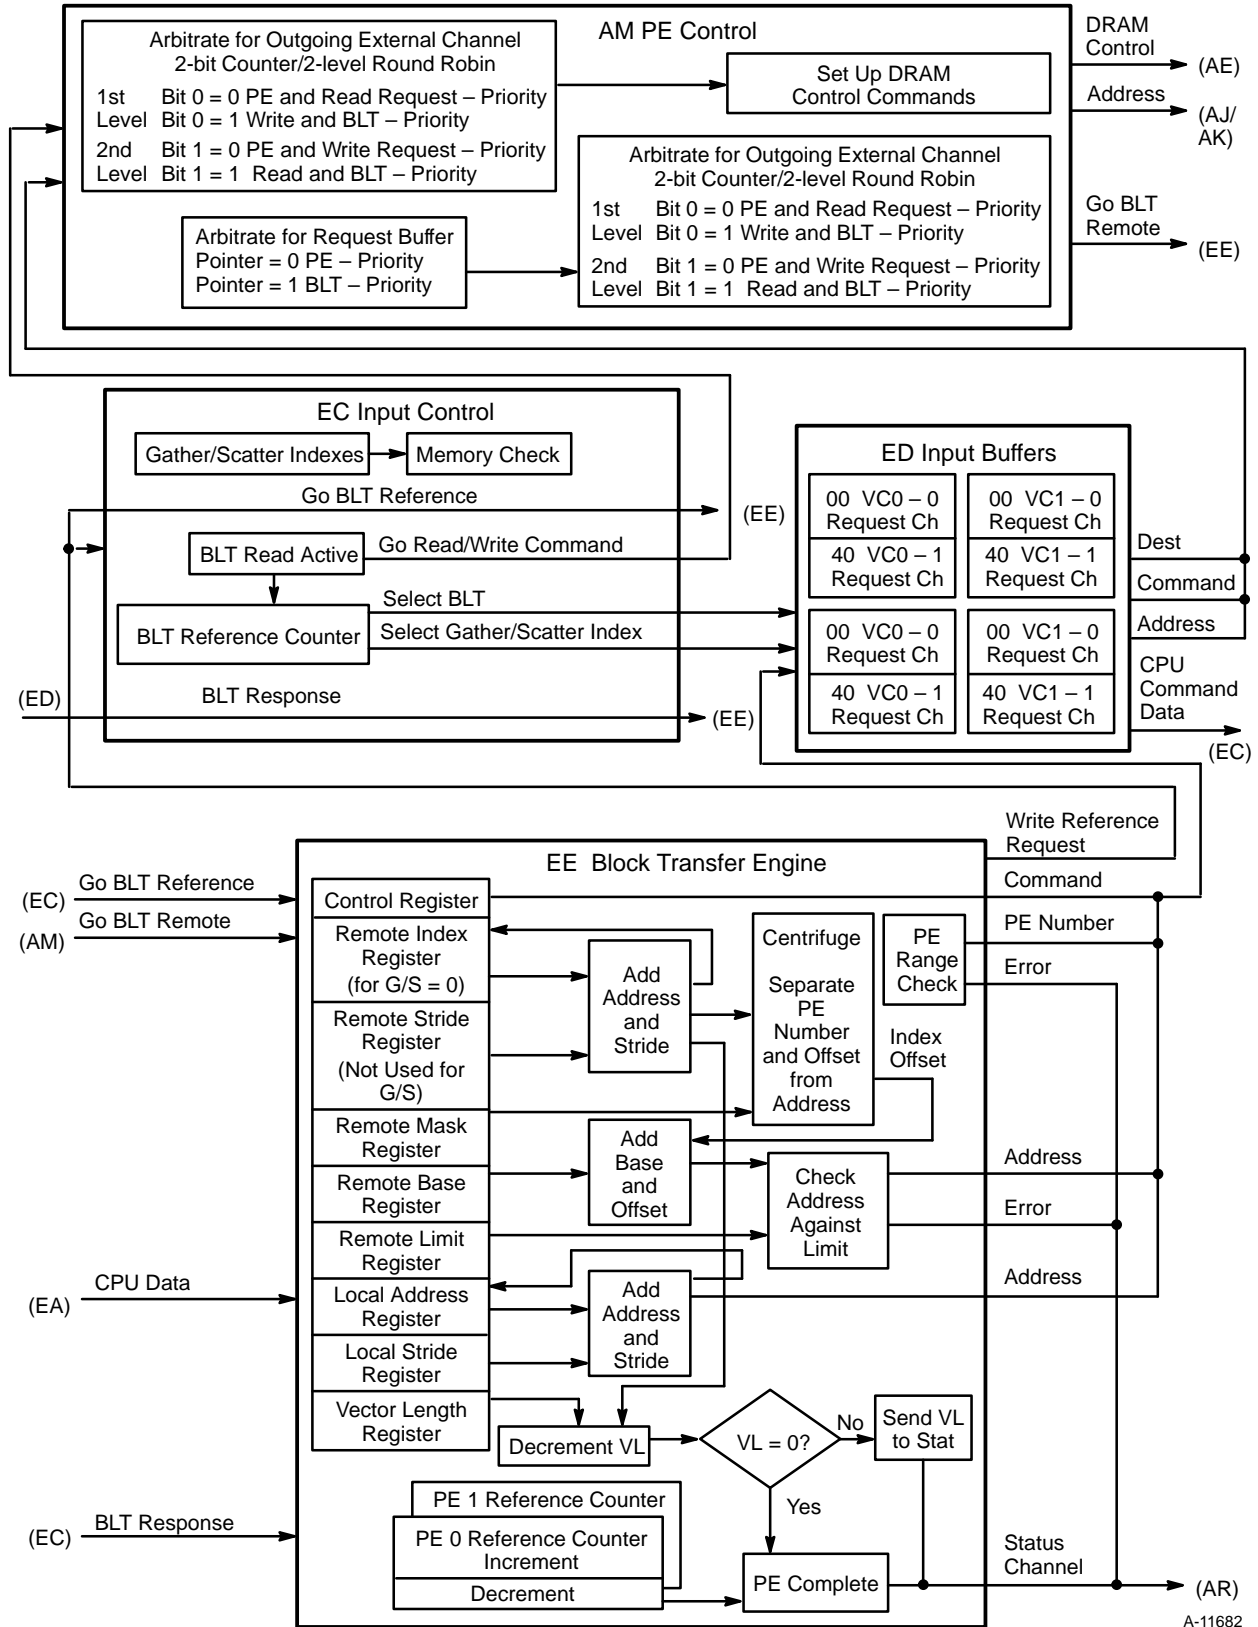 AM PE Control
Arbitrate for Outgoing External Channel
2-bit Counter/2-level Round Robin
1st Bit 0 = 0 PE and Read Request – Priority
Level Bit 0 = 1 Write and BLT – Priority
2nd Bit 1 = 0 PE and Write Request – Priority
Level Bit 1 = 1 Read and BLT – Priority
Set Up DRAM
Control Commands
Arbitrate for Request Buffer
Pointer = 0 PE – Priority
Pointer = 1 BLT – Priority
Arbitrate for Outgoing External Channel
2-bit Counter/2-level Round Robin
1st Bit 0 = 0 PE and Read Request – Priority
Level Bit 0 = 1 Write and BLT – Priority
2nd Bit 1 = 0 PE and Write Request – Priority
Level Bit 1 = 1 Read and BLT – Priority
DRAM
Control
(AE)
Address
(AJ/
AK)
Go BLT
Remote
(EE)
EC Input Control
Gather/Scatter Indexes
Memory Check
Go BLT Reference
(EE)
BLT Read Active
Go Read/Write Command
Select BLT
BLT Reference Counter
Select Gather/Scatter Index
(ED)
BLT Response
(EE)
ED Input Buffers
00 VC0 – 0
Request Ch
40 VC0 – 1
Request Ch
00 VC1 – 0
Request Ch
40 VC1 – 1
Request Ch
00 VC0 – 0
Request Ch
40 VC0 – 1
Request Ch
00 VC1 – 0
Request Ch
40 VC1 – 1
Request Ch
Dest
Command
Address
CPU
Command
Data
(EC)
Write Reference
Request
EE Block Transfer Engine
(EC)
Go BLT Reference
(AM)
Go BLT Remote
(EA)
CPU Data
(EC)
BLT Response
Control Register
Remote Index
Register
(for G/S = 0)
Remote Stride
Register
(Not Used for
G/S)
Remote Mask
Register
Remote Base
Register
Remote Limit
Register
Local Address
Register
Local Stride
Register
Vector Length
Register
Add
Address
and
Stride
Centrifuge
Separate
PE
Number
and Offset
from
Address
PE
Range
Check
Index
Offset
Add
Base
and
Offset
Check
Address
Against
Limit
Add
Address
and
Stride
Decrement VL
VL = 0?
No
Send VL
to Stat
Yes
PE 1 Reference Counter
PE 0 Reference Counter
Increment
Decrement
PE Complete
Command
PE Number
Error
Address
Error
Address
Status
Channel
(AR)
A-11682